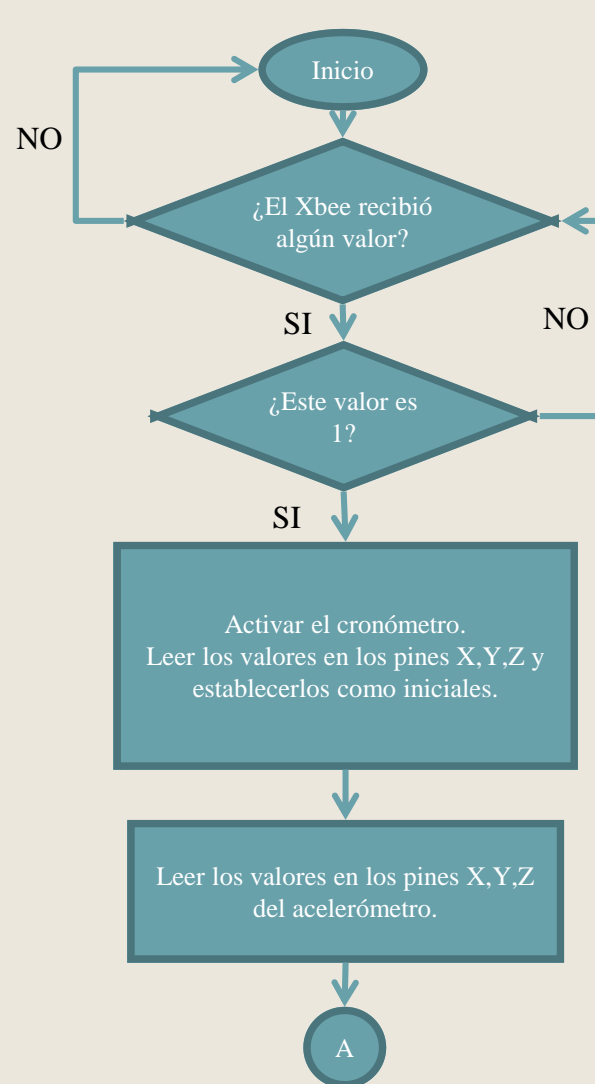 Inicio
NO
¿El Xbee recibió
algún valor?
SI
NO
¿Este valor es
1?
SI
Activar el cronómetro.
Leer los valores en los pines X,Y,Z y
establecerlos como iniciales.
Leer los valores en los pines X,Y,Z
del acelerómetro.
A